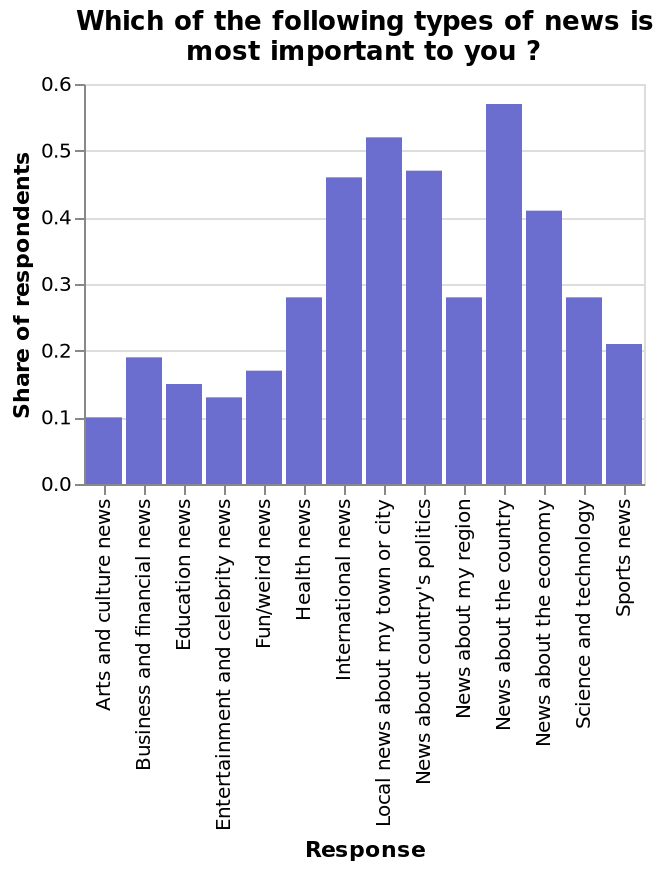 Which of the following types of news is
most important to you ?
Share of respondents
0.6
0.5
0.4
0.3
0.2
0.1
0.0
Arts and culture news
Business and financial news
Education news
Entertainment and celebrity news
Fun/weird news
Health news
International news
Local news about my town or city
News about country's politics
News about my region
News about the country
News about the economy
Science and technology
Sports news
Response